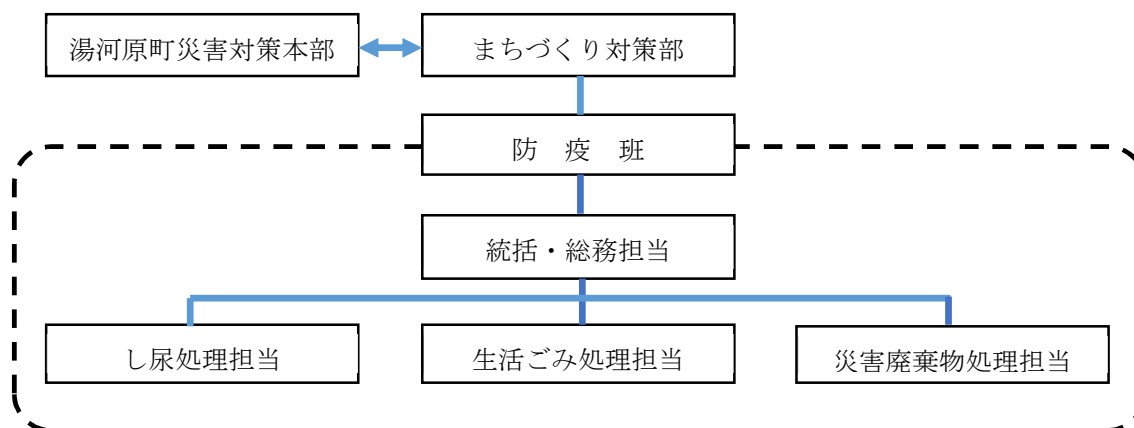 湯河原町災害対策本部
まちづくり対策部
防　疫　班
統括・総務担当
し尿処理担当
生活ごみ処理担当
災害廃棄物処理担当